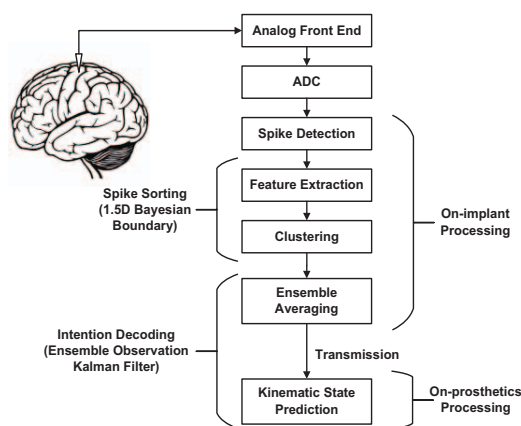 Analog Front End
ADC
Spike Detection
Feature Extraction
Spike Sorting
(1.5D Bayesian
Boundary)
Clustering
On-implant
Processing
Ensemble
Averaging
Intention Decoding
(Ensemble Observation
Kalman Filter)
Transmission
Kinematic State
Prediction
On-prosthetics
Processing